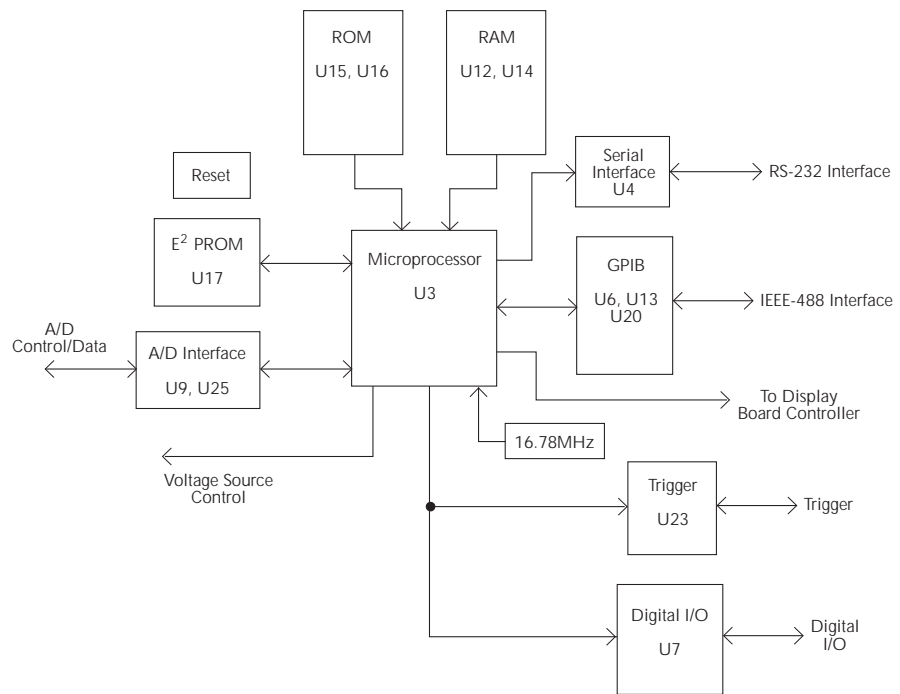 ROM
U15, U16
RAM
U12, U14
Serial
Interface
U4
RS-232 Interface
Reset
E² PROM
U17
Microprocessor
U3
GPIB
U6, U13
U20
IEEE-488 Interface
A/D
Control/Data
A/D Interface
U9, U25
To Display
Board Controller
16.78MHz
Voltage Source
Control
Trigger
U23
Trigger
Digital I/O
U7
Digital
I/O